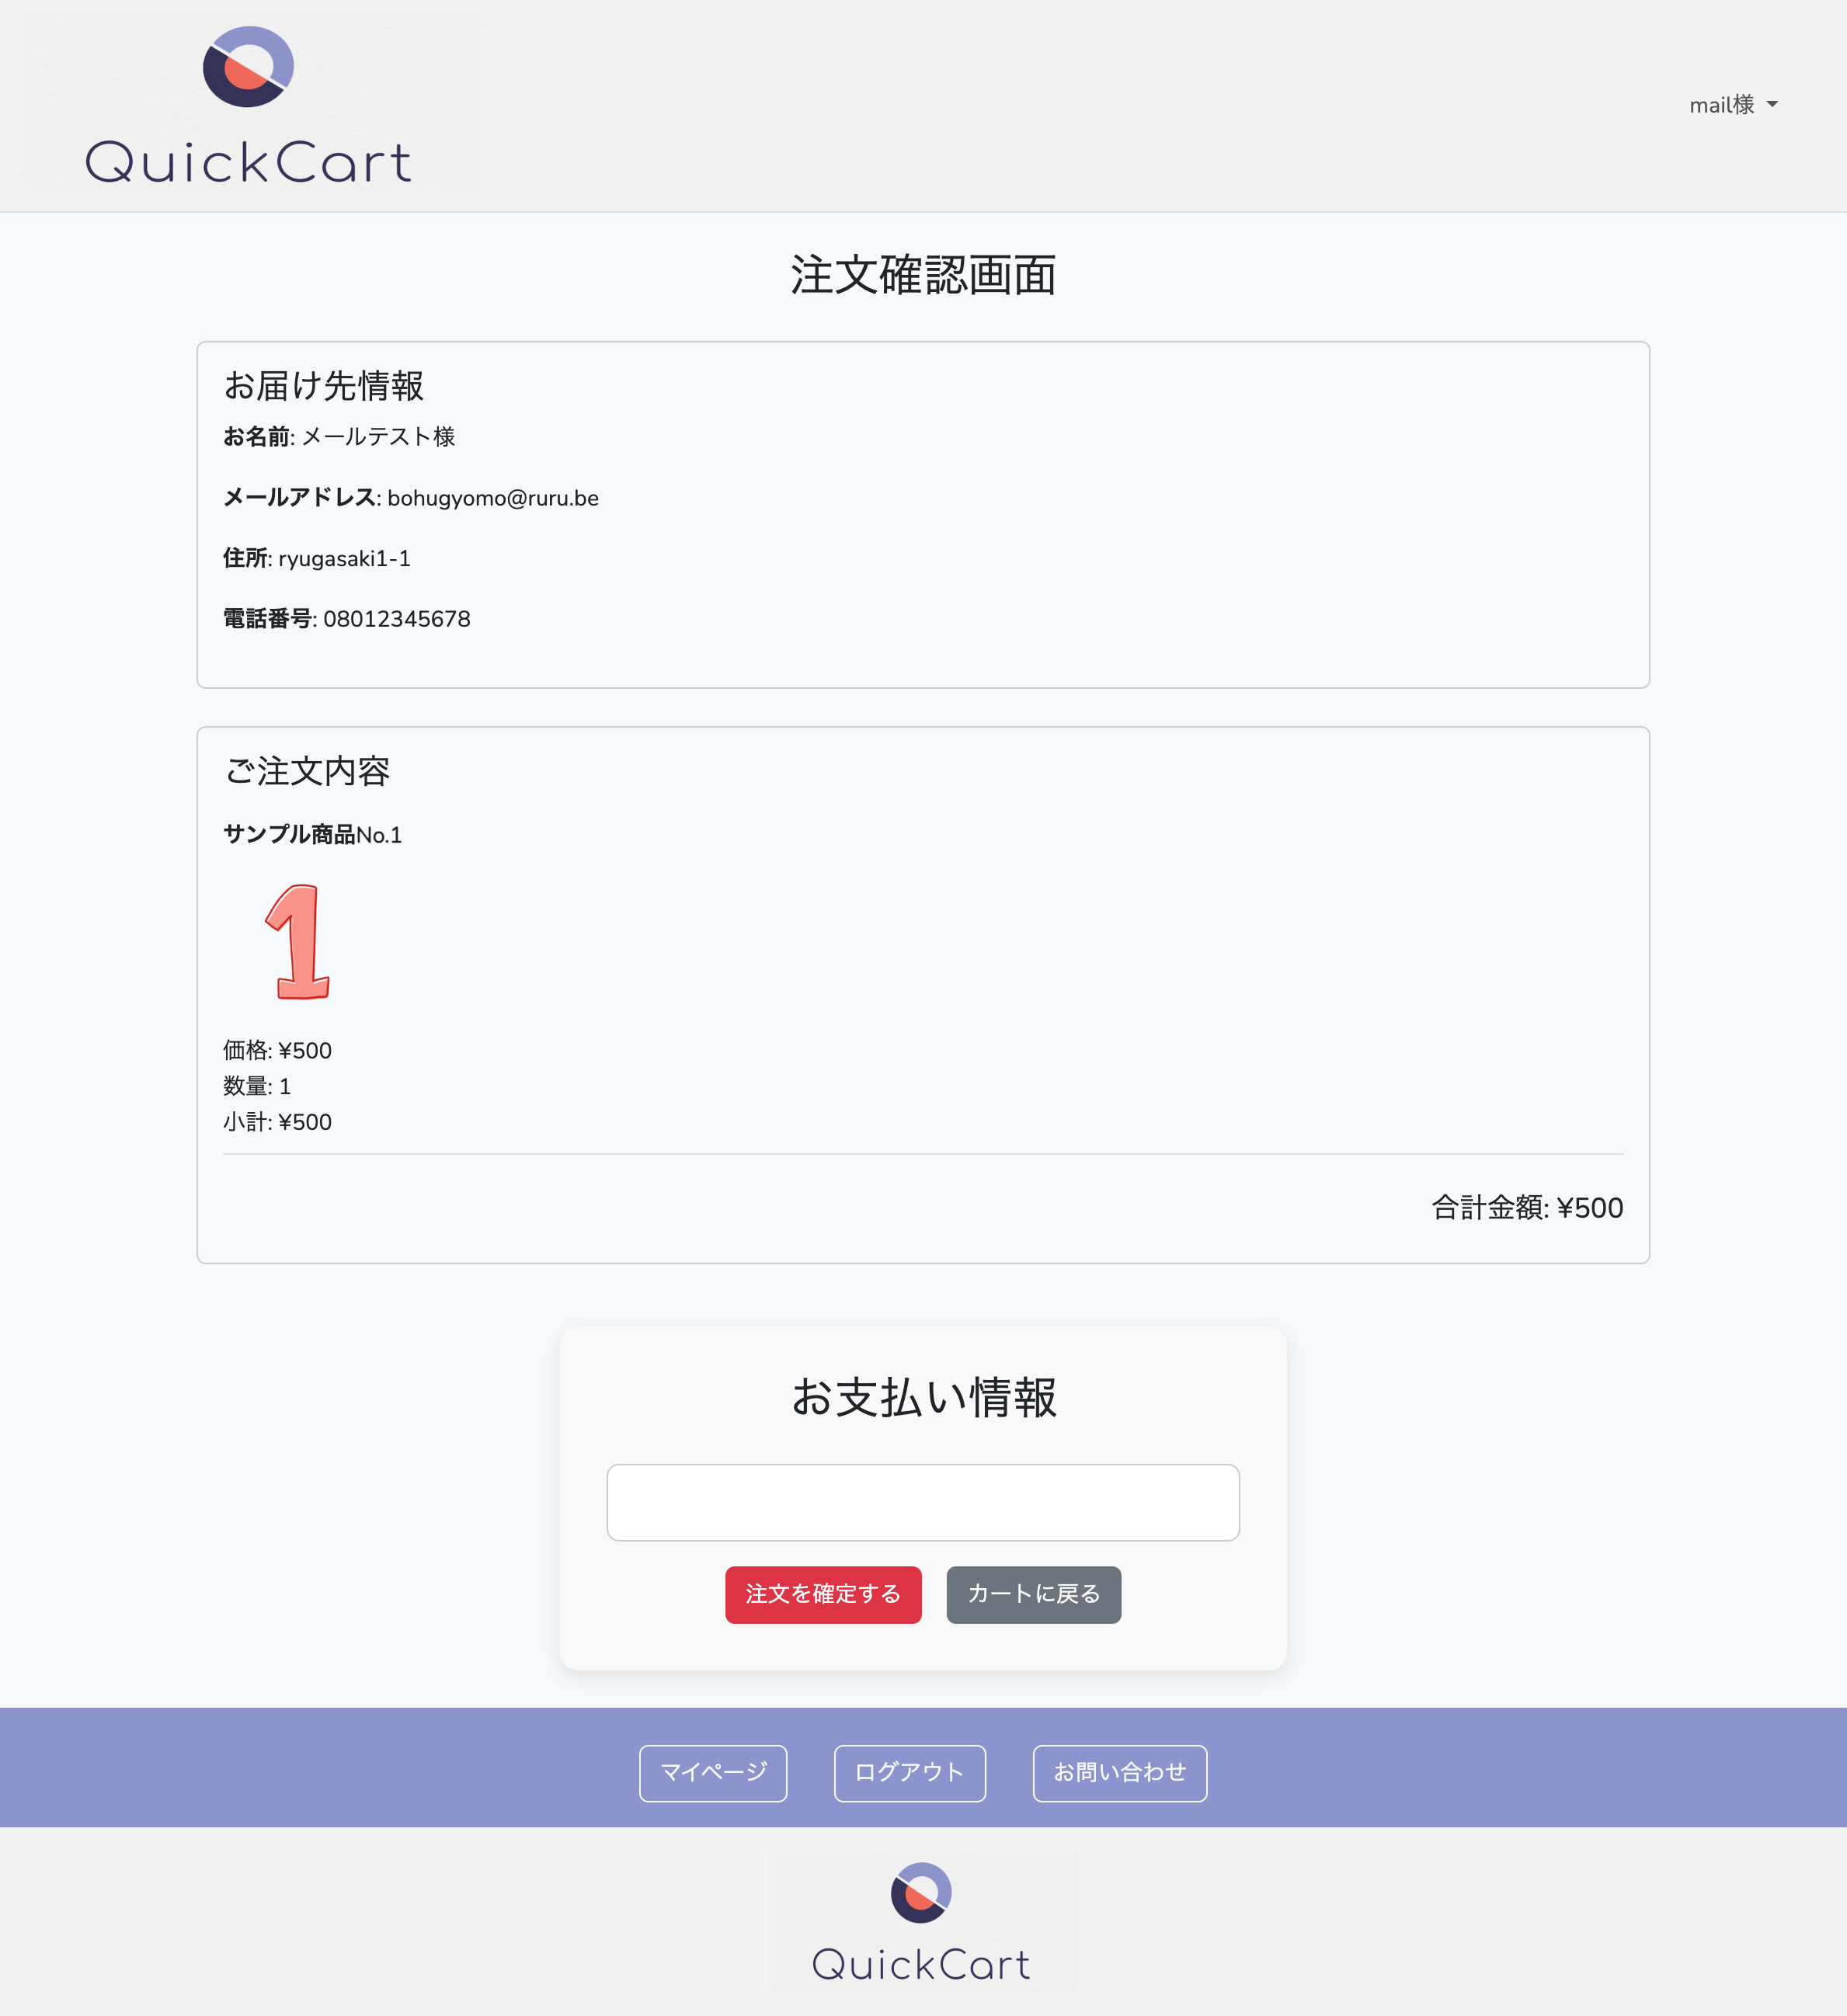 QuickCart
mail様
注文確認画面
お届け先情報
お名前: メールテスト様
メールアドレス: bohugyomo@ruru.be
住所: ryugasaki1-1
電話番号: 08012345678
ご注文内容
サンプル商品No.1
1
価格: ¥500
数量: 1
小計: ¥500
合計金額: ¥500
お支払い情報
注文を確定する カートに戻る
マイページ ログアウト お問い合わせ
QuickCart